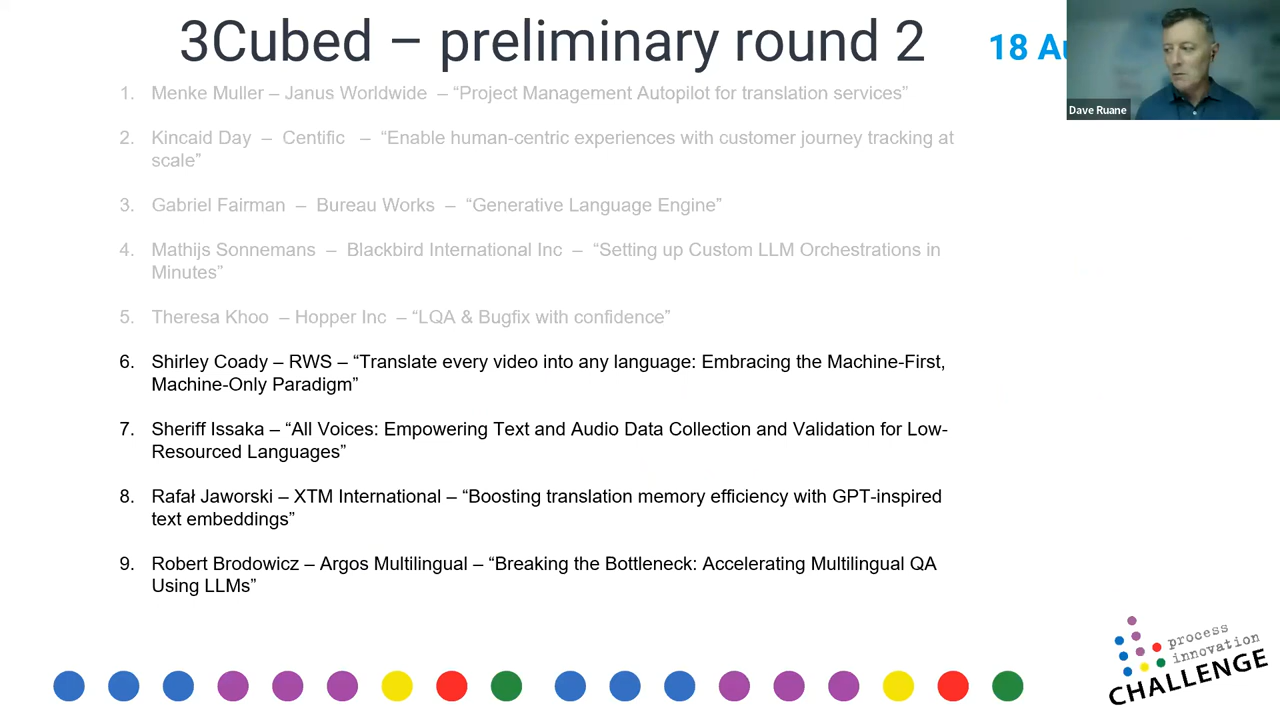 3Cubed – preliminary round 2
18 Au
Dave Ruane
1. Menke Muller – Janus Worldwide – “Project Management Autopilot for translation services”
2. Kincaid Day – Centific – “Enable human-centric experiences with customer journey tracking at
scale”
3. Gabriel Fairman – Bureau Works – “Generative Language Engine”
4. Mathijs Sonnemans – Blackbird International Inc – “Setting up Custom LLM Orchestrations in
Minutes”
5. Theresa Khoo – Hopper Inc – “LQA & Bugfix with confidence”
6. Shirley Coady – RWS – “Translate every video into any language: Embracing the Machine-First,
Machine-Only Paradigm”
7. Sheriff Issaka – “All Voices: Empowering Text and Audio Data Collection and Validation for Low-
Resourced Languages”
8. Rafał Jaworski – XTM International – “Boosting translation memory efficiency with GPT-inspired
text embeddings”
9. Robert Brodowicz – Argos Multilingual – “Breaking the Bottleneck: Accelerating Multilingual QA
Using LLMs”
process
innovation
CHALLENGE